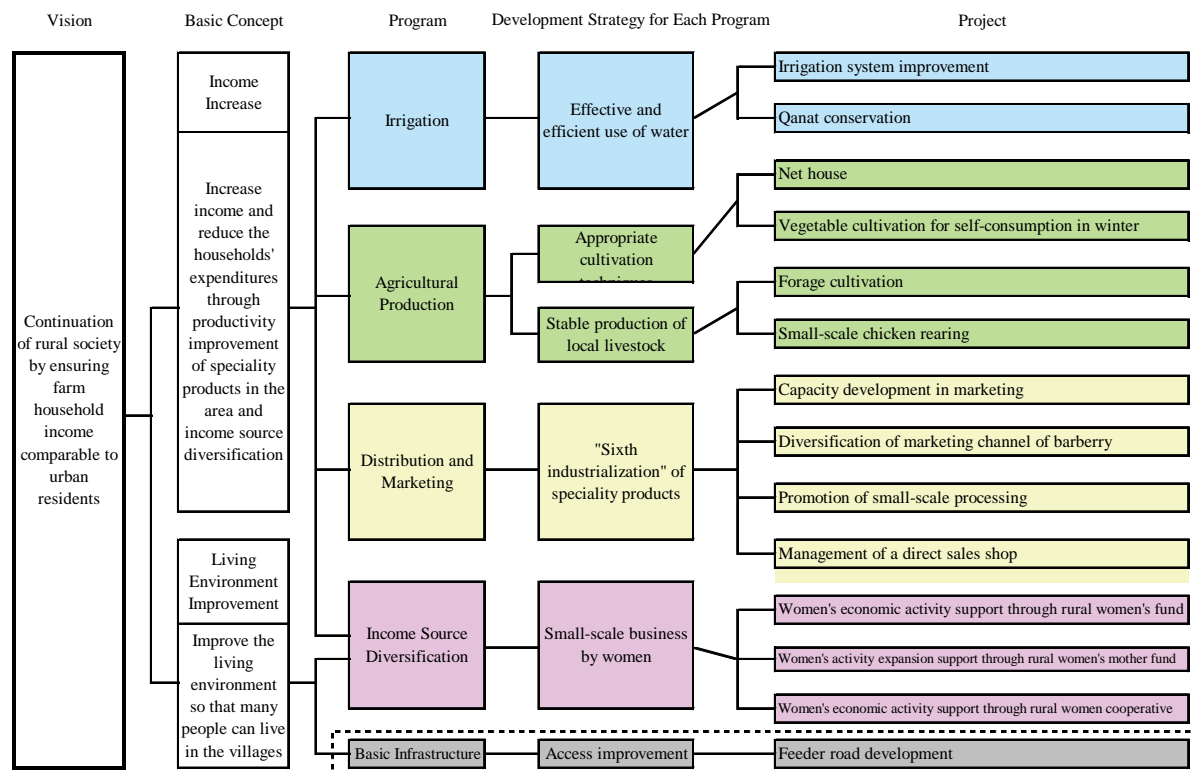 Vision
Basic Concept
Program
Development Strategy for Each Program
Project
Continuation
of rural society
by ensuring
farm
household
income
comparable to
urban
residents
Income
Increase
Increase
income and
reduce the
households'
expenditures
through
productivity
improvement
of speciality
products in the
area and
income source
diversification
Living
Environment
Improvement
Improve the
living
environment
so that many
people can live
in the villages
Irrigation
Effective and
efficient use of water
Irrigation system improvement
Qanat conservation
Agricultural
Production
Appropriate
cultivation
techniques
Net house
Vegetable cultivation for self-consumption in winter
Stable production of
local livestock
Forage cultivation
Small-scale chicken rearing
Distribution and
Marketing
"Sixth
industrialization" of
speciality products
Capacity development in marketing
Diversification of marketing channel of barberry
Promotion of small-scale processing
Management of a direct sales shop
Income Source
Diversification
Small-scale business
by women
Women's economic activity support through rural women's fund
Women's activity expansion support through rural women's mother fund
Women's economic activity support through rural women cooperative
Basic Infrastructure
Access improvement
Feeder road development